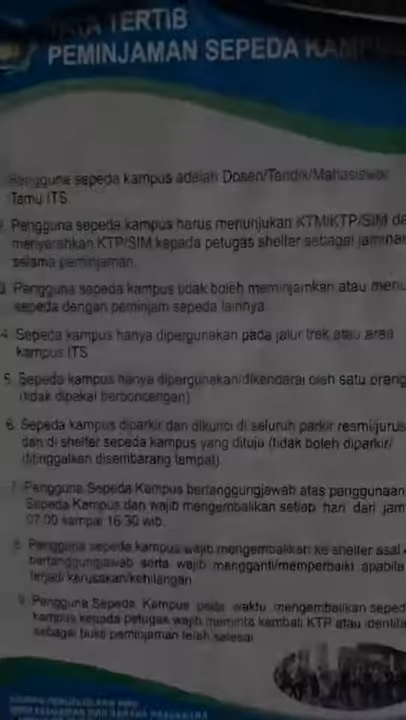 TATA TERTIB
PEMINJAMAN SEPEDA KAMPUS
Pengguna sepeda kampus adalah Dosen/Tendik/Mahasiswa/
Tamu ITS
2. Pengguna sepeda kampus harus menunjukan KTM/KTP/SIM
menyerahkan KTP/SIM kepada petugas shelter sebagai jaminan
selama peminjaman.
3. Pengguna sepeda kampus tidak boleh meminjamkan atau
sepeda dengan peminjam sepeda lainnya.
4. Sepeda kampus hanya dipergunakan pada jalur trek atau area
kampus ITS
5. Sepeda kampus hanya dipergunakan/dikendarai oleh satu orang
(tidak dipakai berboncengan)
6. Sepeda kampus diparkir dan dikunci di seluruh parkir resmi/jurus
dan di shelter sepeda kampus yang dituju (tidak boleh diparkir/
ditinggalkan disembarang tempat).
7. Pengguna Sepeda Kampus bertanggungjawab atas penggunaan
Sepeda Kampus dan wajib mengembalikan setiap hari dari jam
07.00 sampai 16.30 wib.
8. Pengguna sepeda kampus wajib mengembalikan ke shelter asal
bertanggungjawab serta wajib mengganti/memperbaiki apabila
terjadi kerusakan/kehilangan
9. Pengguna Sepeda Kampus pada waktu mengembalikan seped
kampus kepada petugas wajib meminta kembali KTP atau identita
sebagai bukti peminjaman telah selesai